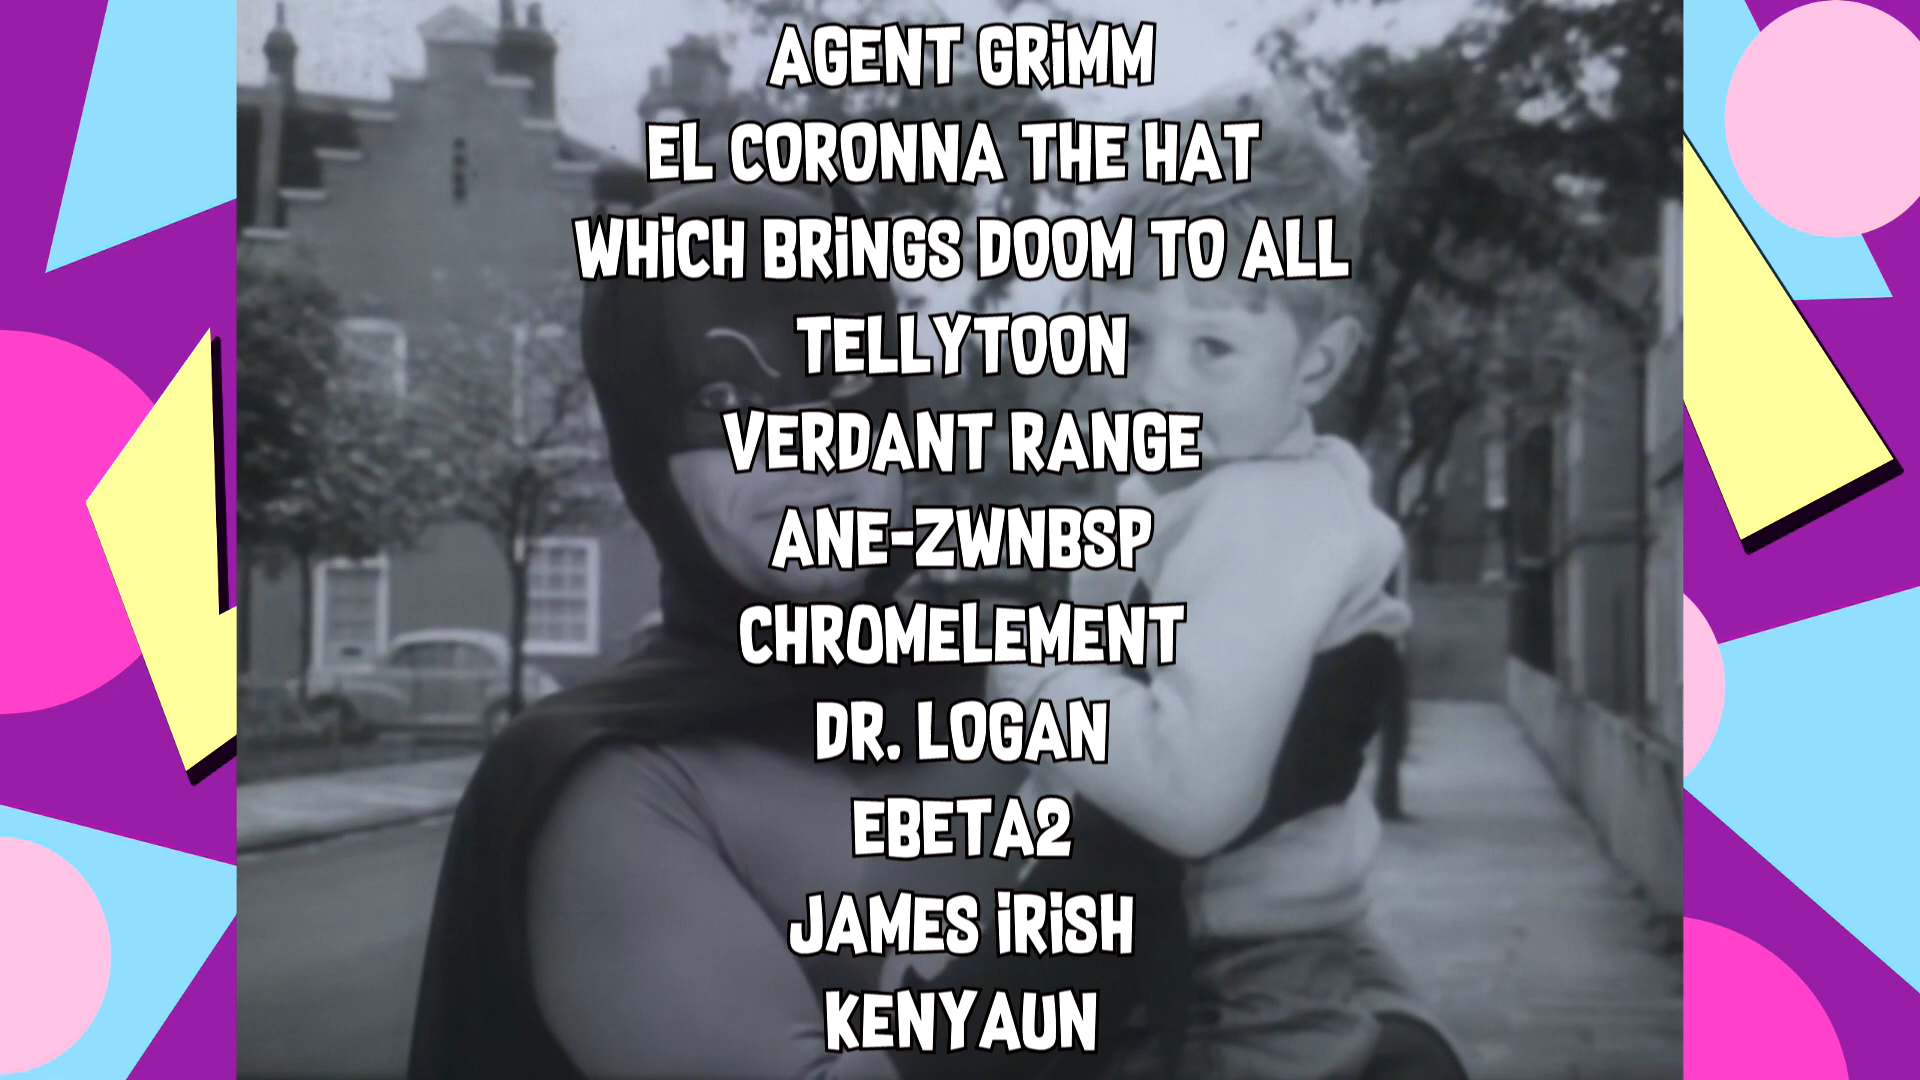 AGENT GRiMM
EL CORONNA THE HAT
WHiCH BRiNGS DOOM TO ALL
TELLYTOON
VERDANT RANGE
ANE-ZWNBSP
CHROMELEMENT
DR. LOGAN
EBETA2
JAMES iRiSH
KENYAUN